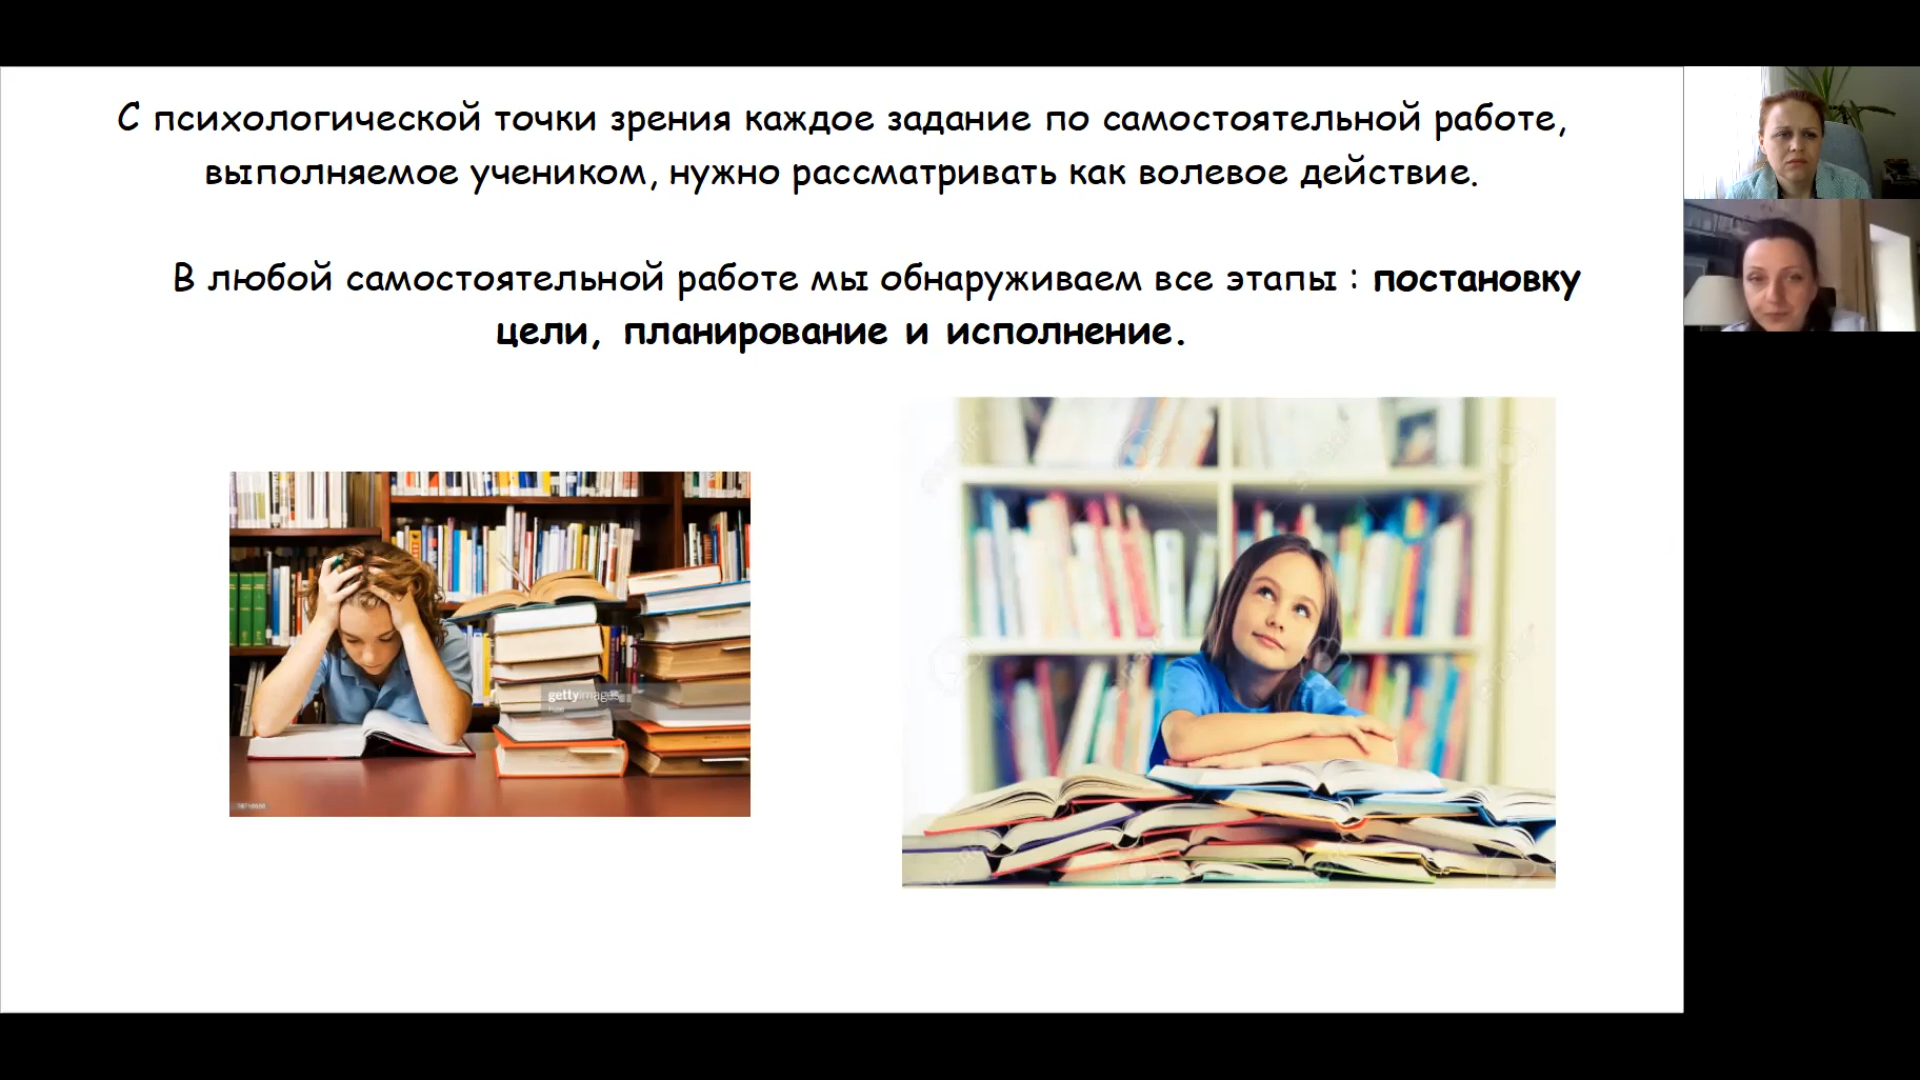 С психологической точки зрения каждое задание по самостоятельной работе,
выполняемое учеником, нужно рассматривать как волевое действие.
В любой самостоятельной работе мы обнаруживаем все этапы : постановку
цели, планирование и исполнение.
gettyimages